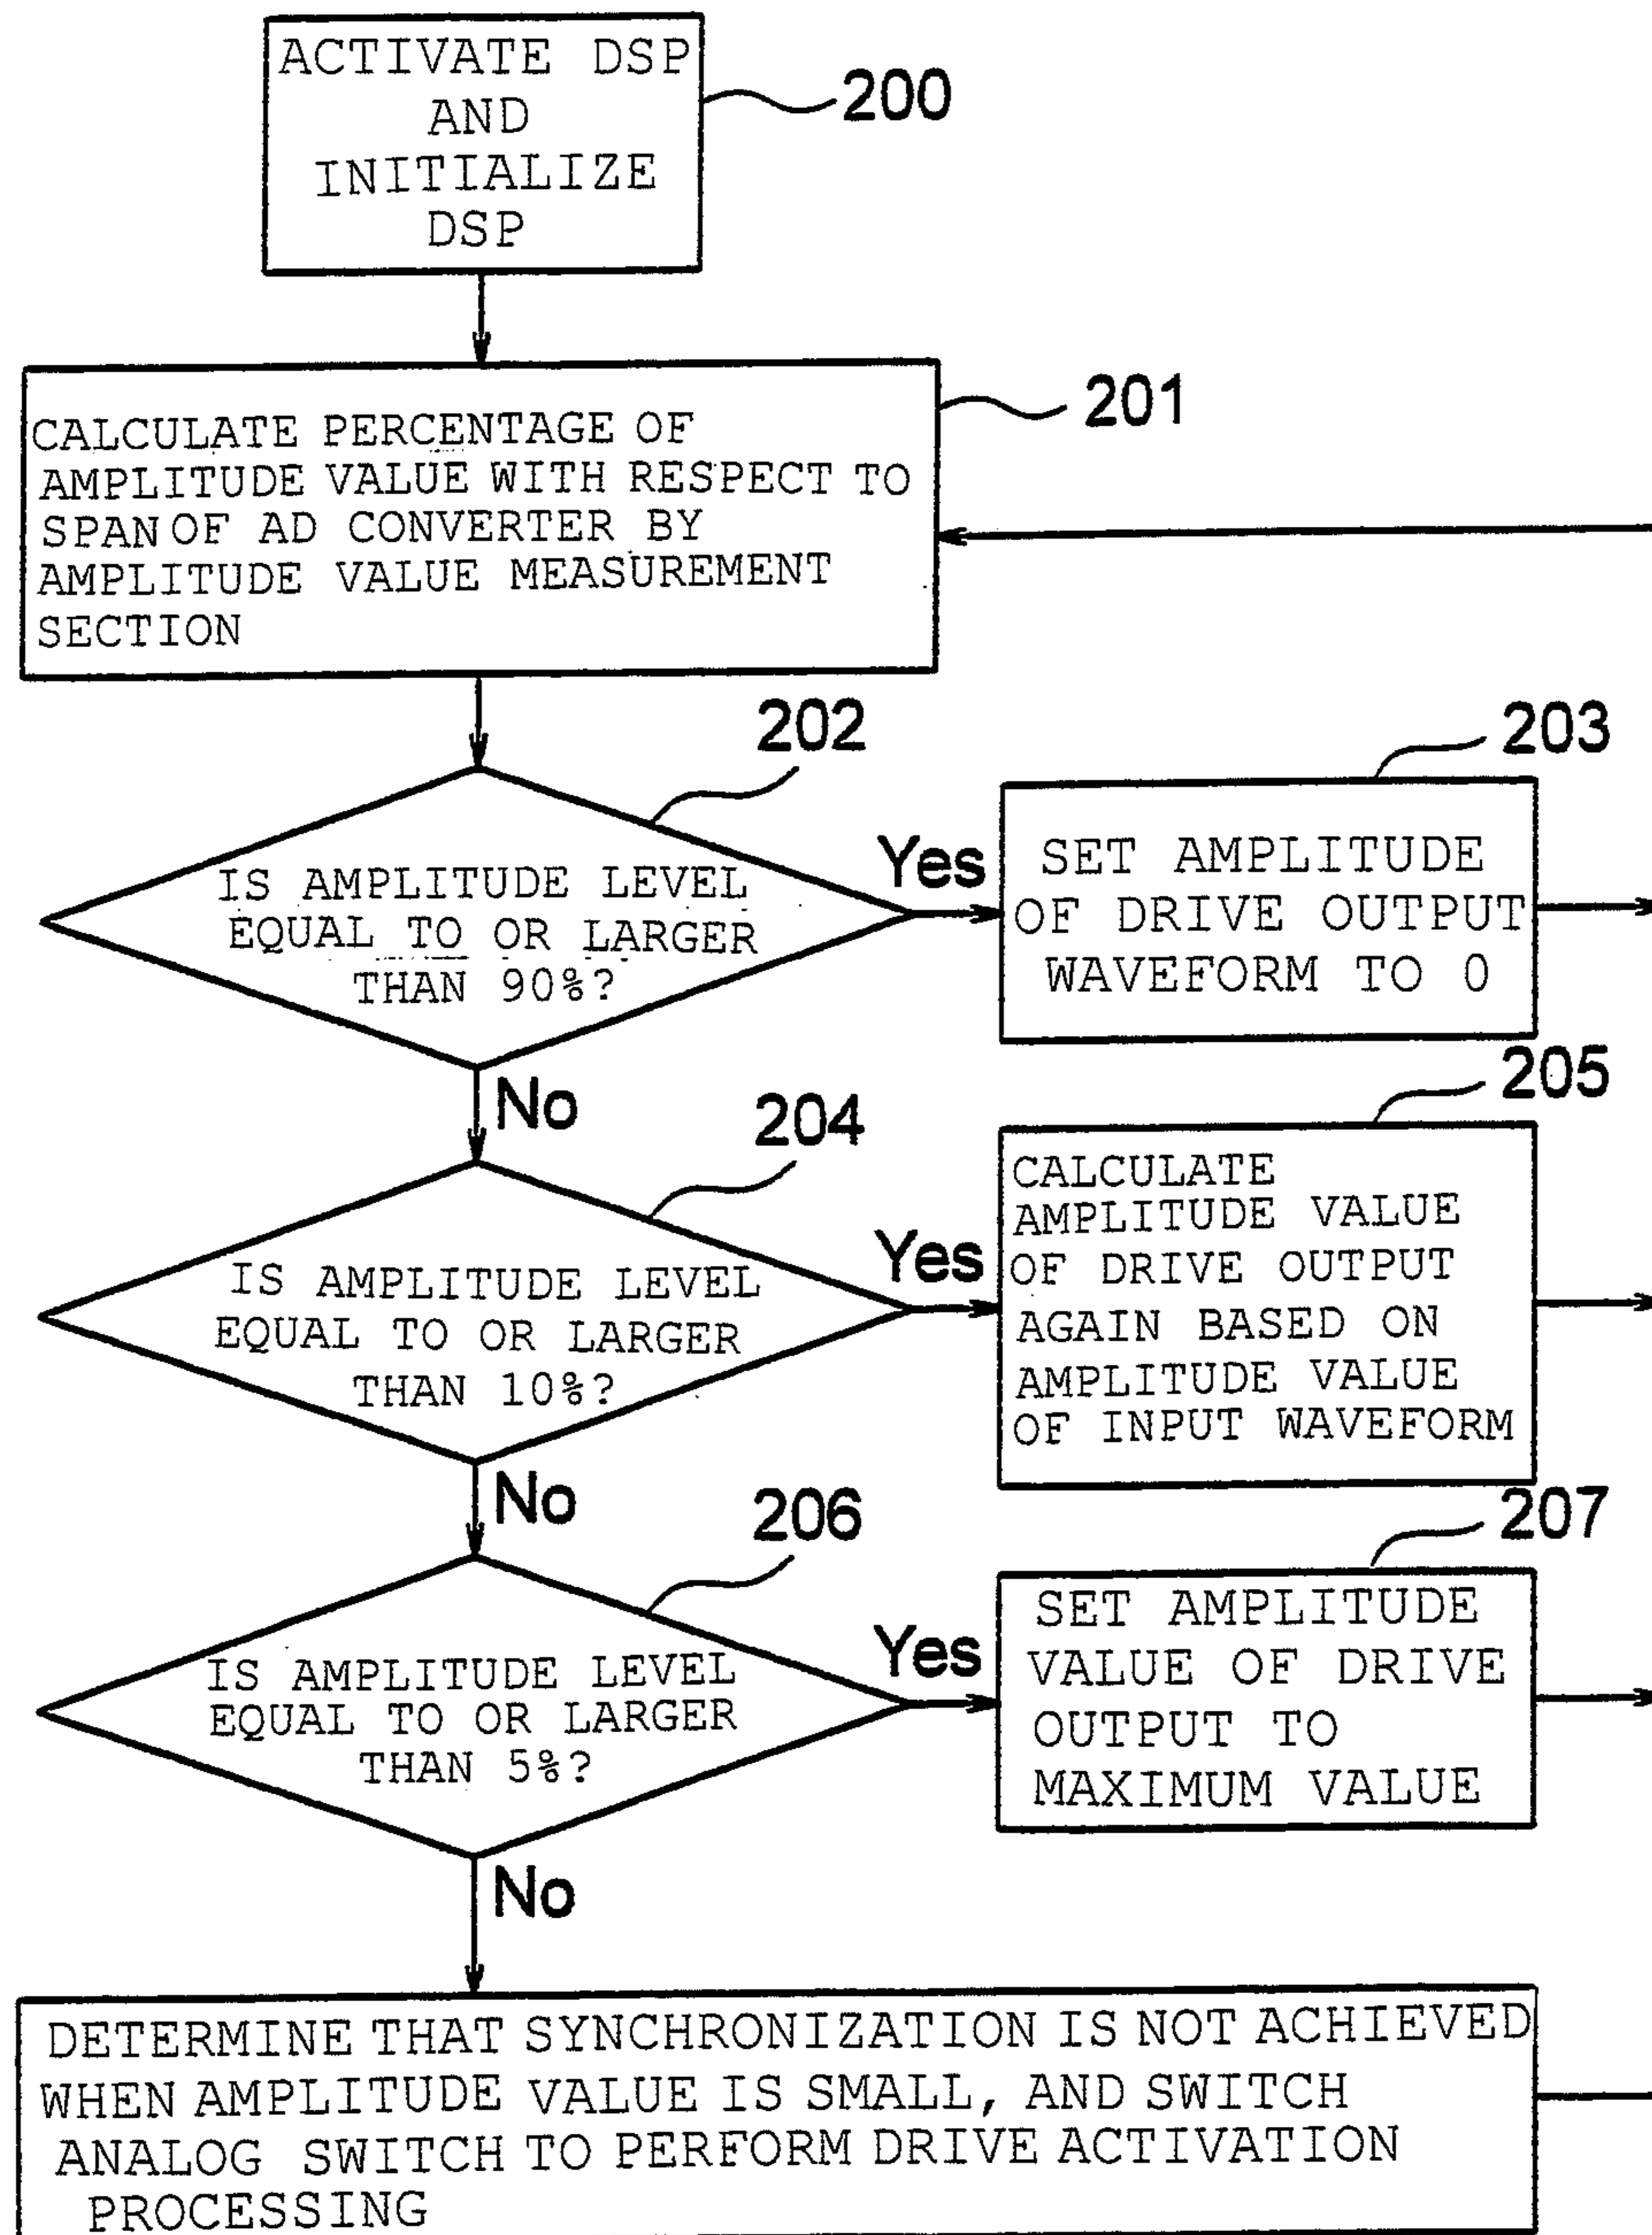 ACTIVATE DSP
AND
INITIALIZE
DSP
200
CALCULATE PERCENTAGE OF
AMPLITUDE VALUE WITH RESPECT TO
SPAN OF AD CONVERTER BY
AMPLITUDE VALUE MEASUREMENT
SECTION
201
202
IS AMPLITUDE LEVEL
EQUAL TO OR LARGER
THAN 90%?
Yes
203
SET AMPLITUDE
OF DRIVE OUTPUT
WAVEFORM TO 0
No
204
IS AMPLITUDE LEVEL
EQUAL TO OR LARGER
THAN 10%?
Yes
205
CALCULATE
AMPLITUDE VALUE
OF DRIVE OUTPUT
AGAIN BASED ON
AMPLITUDE VALUE
OF INPUT WAVEFORM
No
206
IS AMPLITUDE LEVEL
EQUAL TO OR LARGER
THAN 5%?
Yes
207
SET AMPLITUDE
VALUE OF DRIVE
OUTPUT TO
MAXIMUM VALUE
No
DETERMINE THAT SYNCHRONIZATION IS NOT ACHIEVED
WHEN AMPLITUDE VALUE IS SMALL, AND SWITCH
ANALOG SWITCH TO PERFORM DRIVE ACTIVATION
PROCESSING